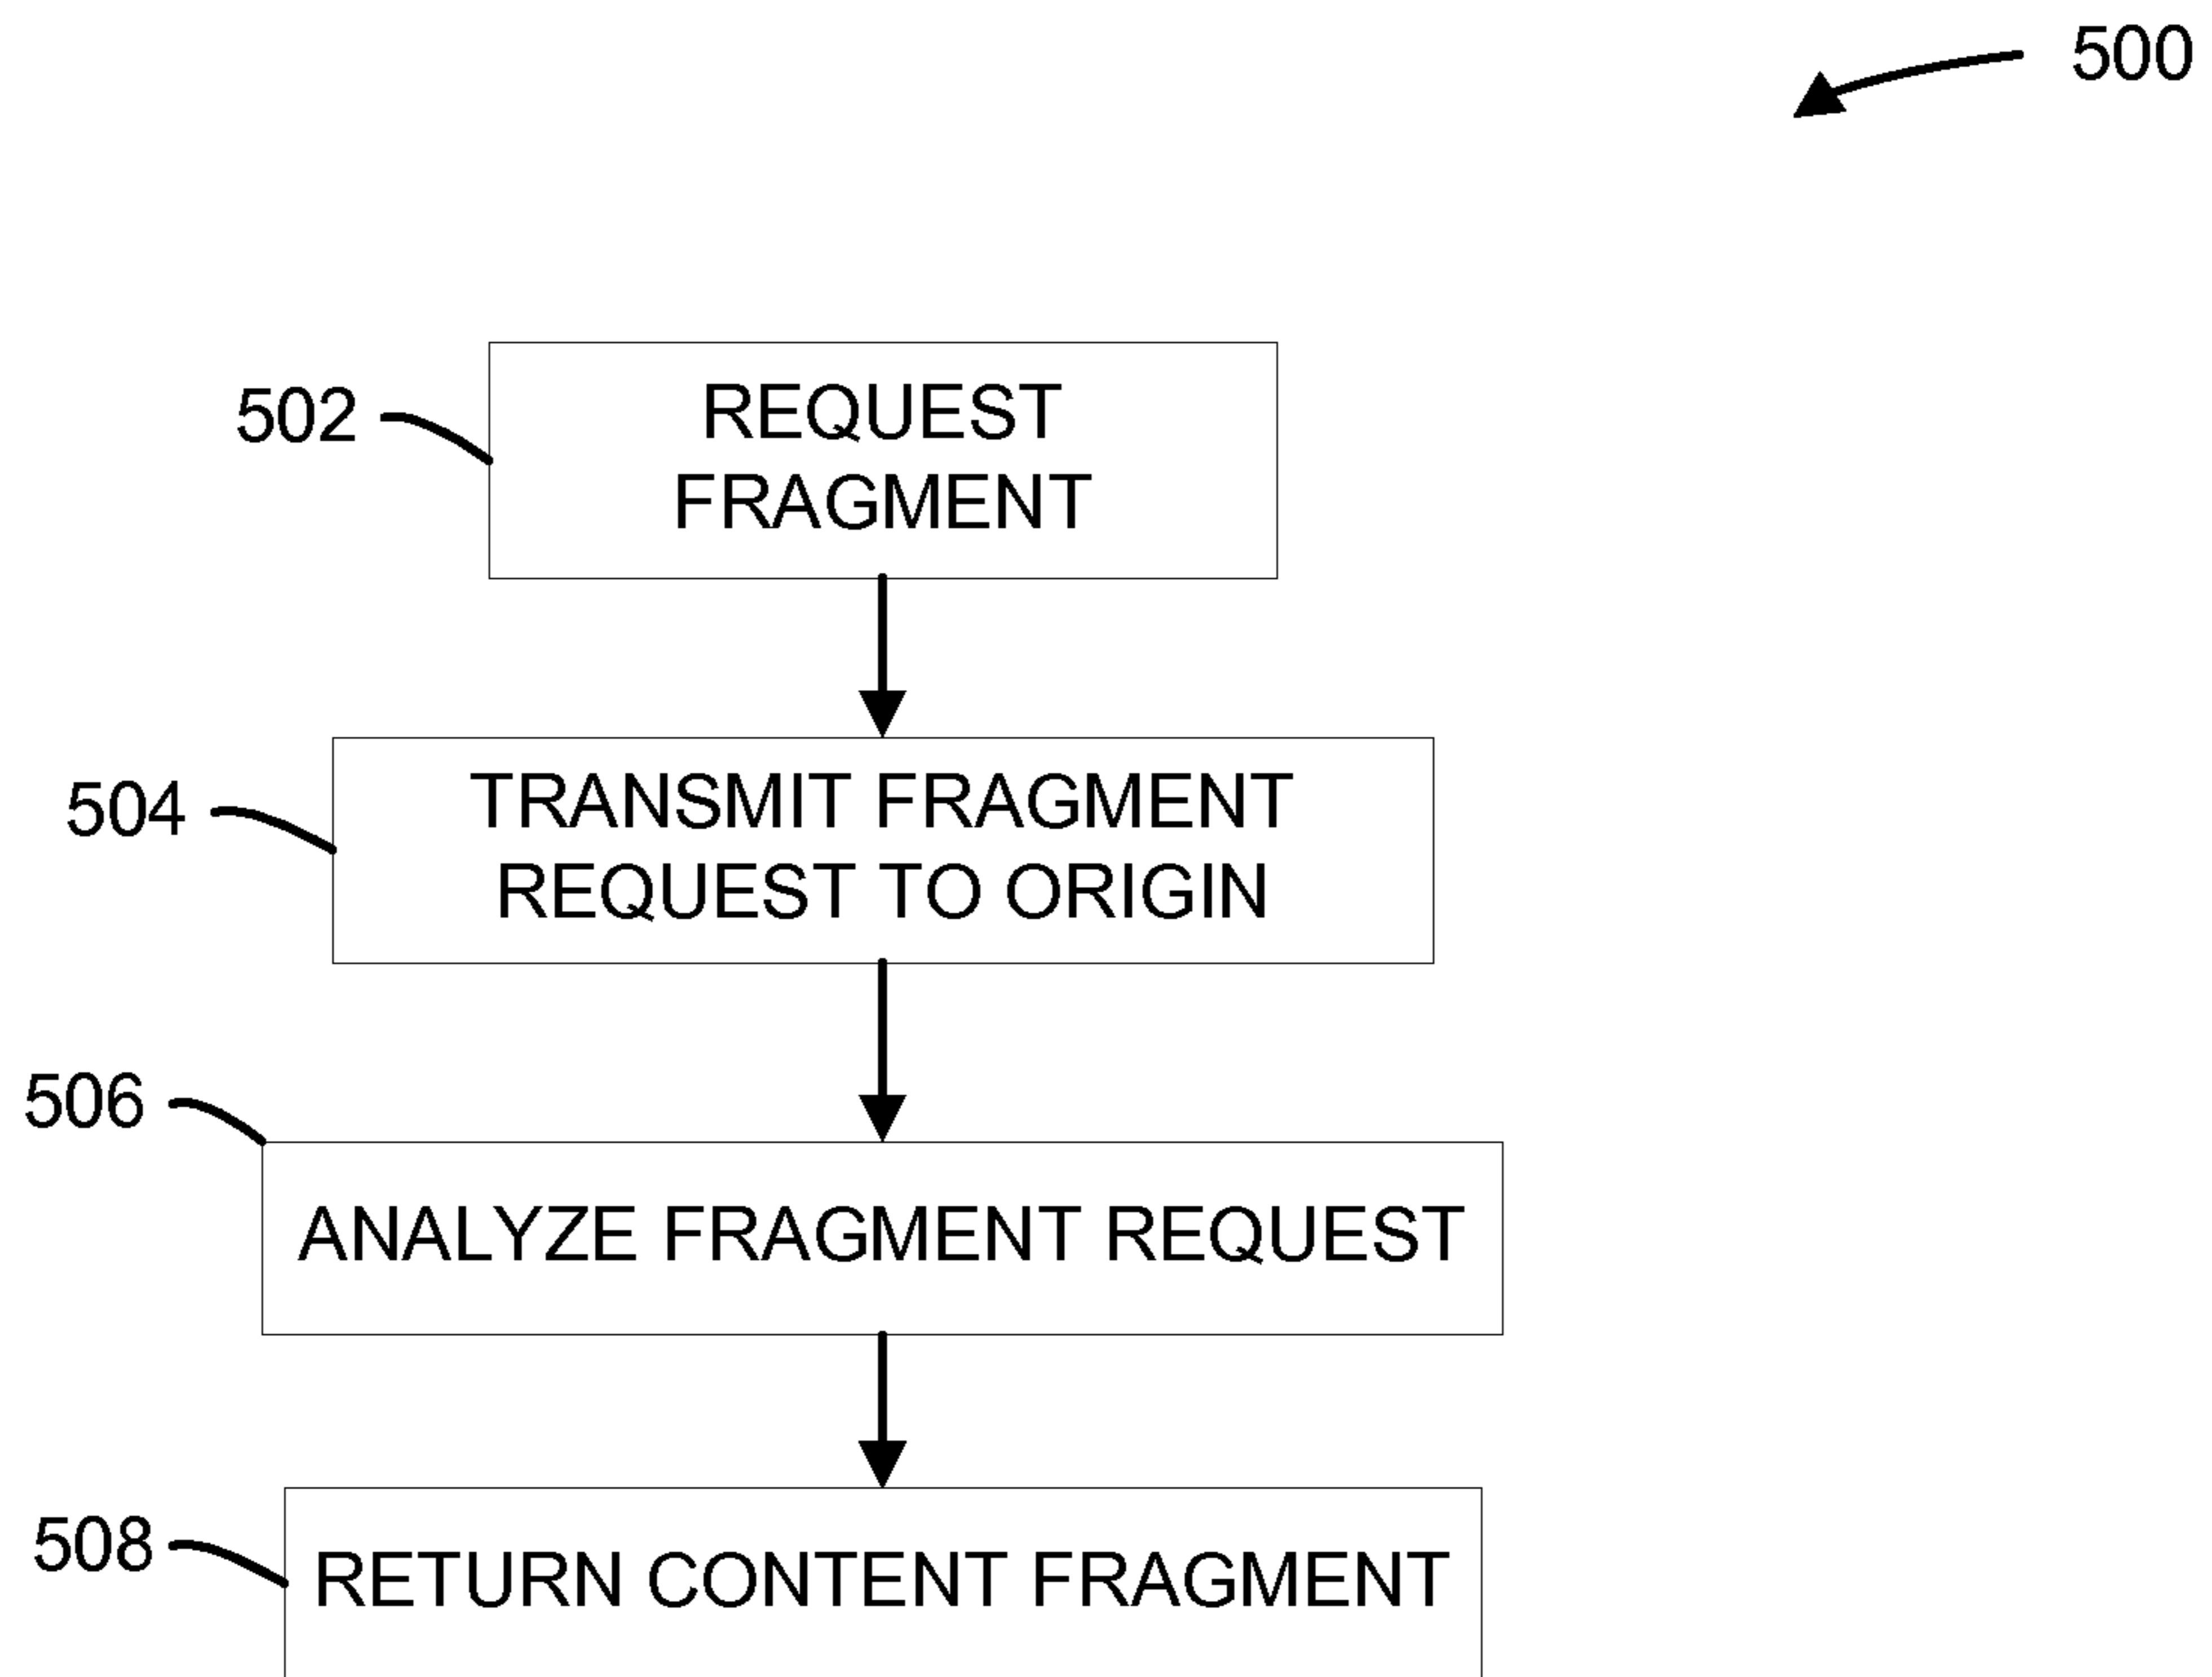 500
502
REQUEST
FRAGMENT
504
TRANSMIT FRAGMENT
REQUEST TO ORIGIN
506
ANALYZE FRAGMENT REQUEST
508
RETURN CONTENT FRAGMENT